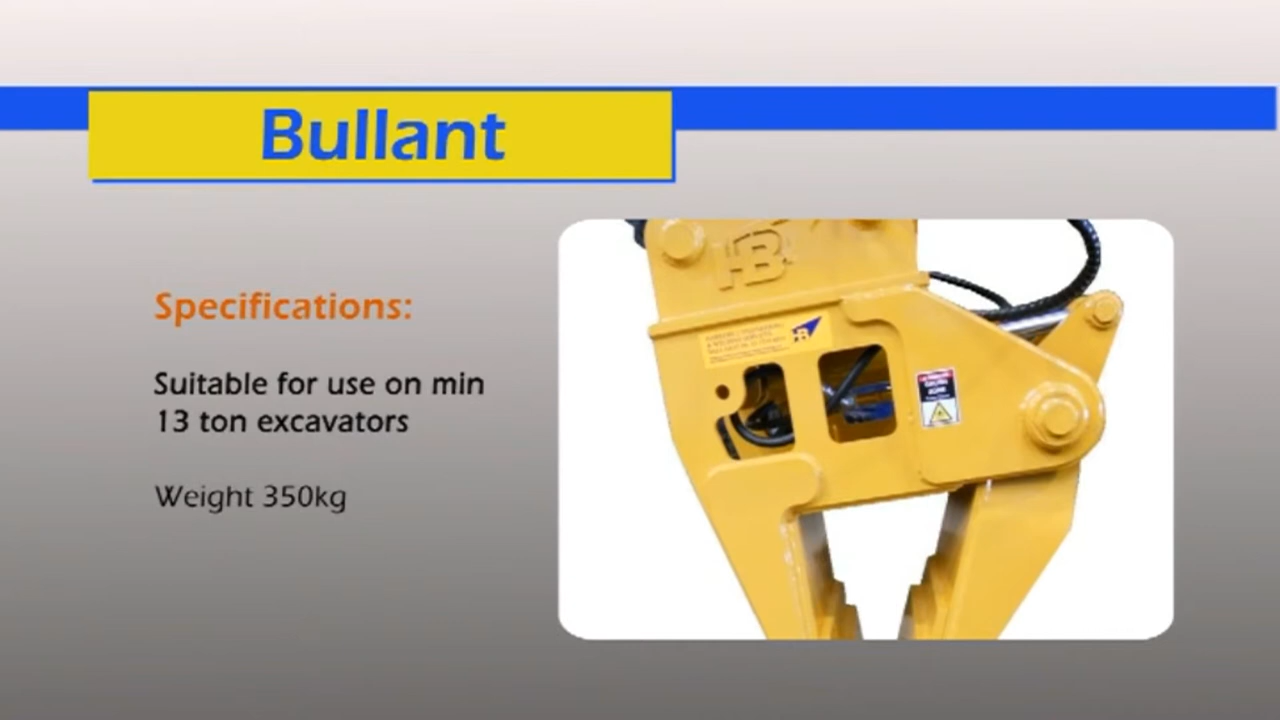 Bullant
Specifications:
Suitable for use on min
13 ton excavators
Weight 350kg
HB